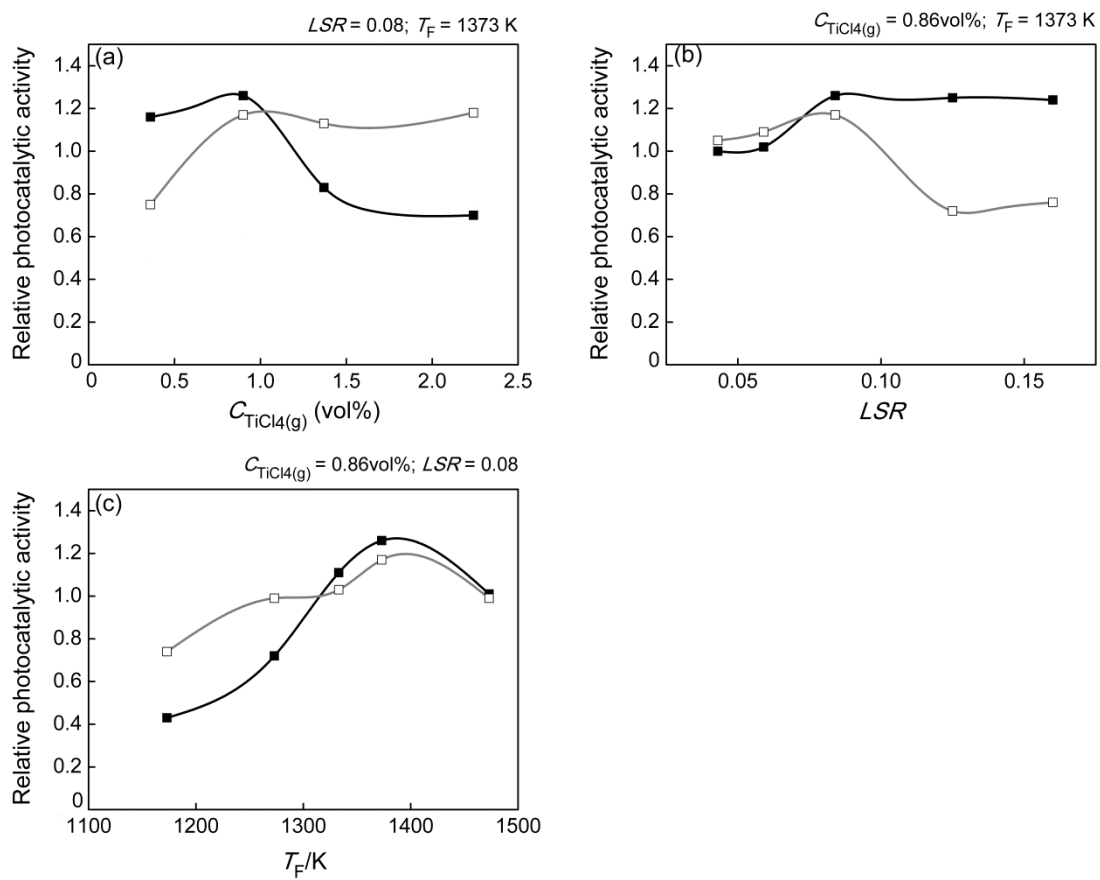 LSR = 0.08; TF = 1373 K
(a)
Relative photocatalytic activity
1.4
1.2
1.0
0.8
0.6
0.4
0.2
0
0 0.5 1.0 1.5 2.0 2.5
CTiCl4(g) (vol%)
CTiCl4(g) = 0.86vol%; TF = 1373 K
(b)
Relative photocatalytic activity
1.4
1.2
1.0
0.8
0.6
0.4
0.2
0
0.05 0.10 0.15
LSR
CTiCl4(g) = 0.86vol%; LSR = 0.08
(c)
Relative photocatalytic activity
1.4
1.2
1.0
0.8
0.6
0.4
0.2
0
1100 1200 1300 1400 1500
TF/K